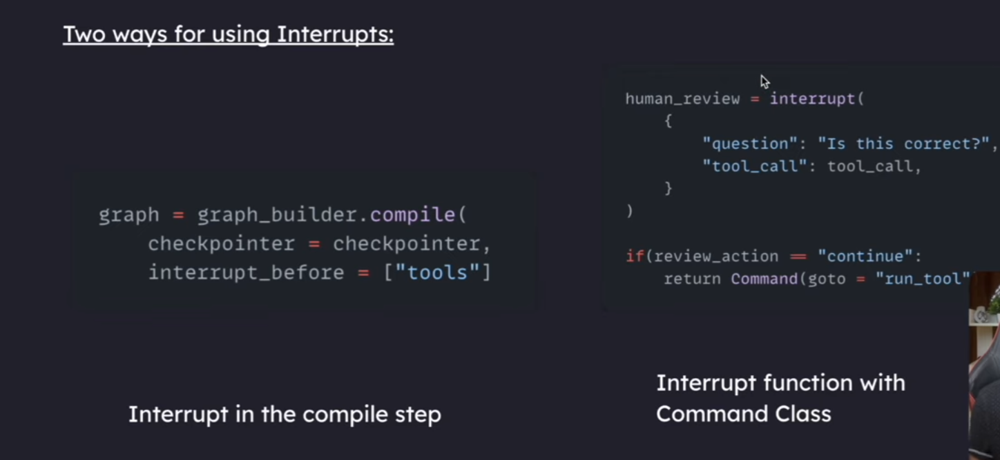 Two ways for using Interrupts:
graph = graph_builder.compile(
    checkpointer = checkpointer,
    interrupt_before = ["tools"]
Interrupt in the compile step
human_review = interrupt(
    {
        "question": "Is this correct?",
        "tool_call": tool_call,
    }
)
if(review_action == "continue":
    return Command(goto = "run_tool"
Interrupt function with
Command Class